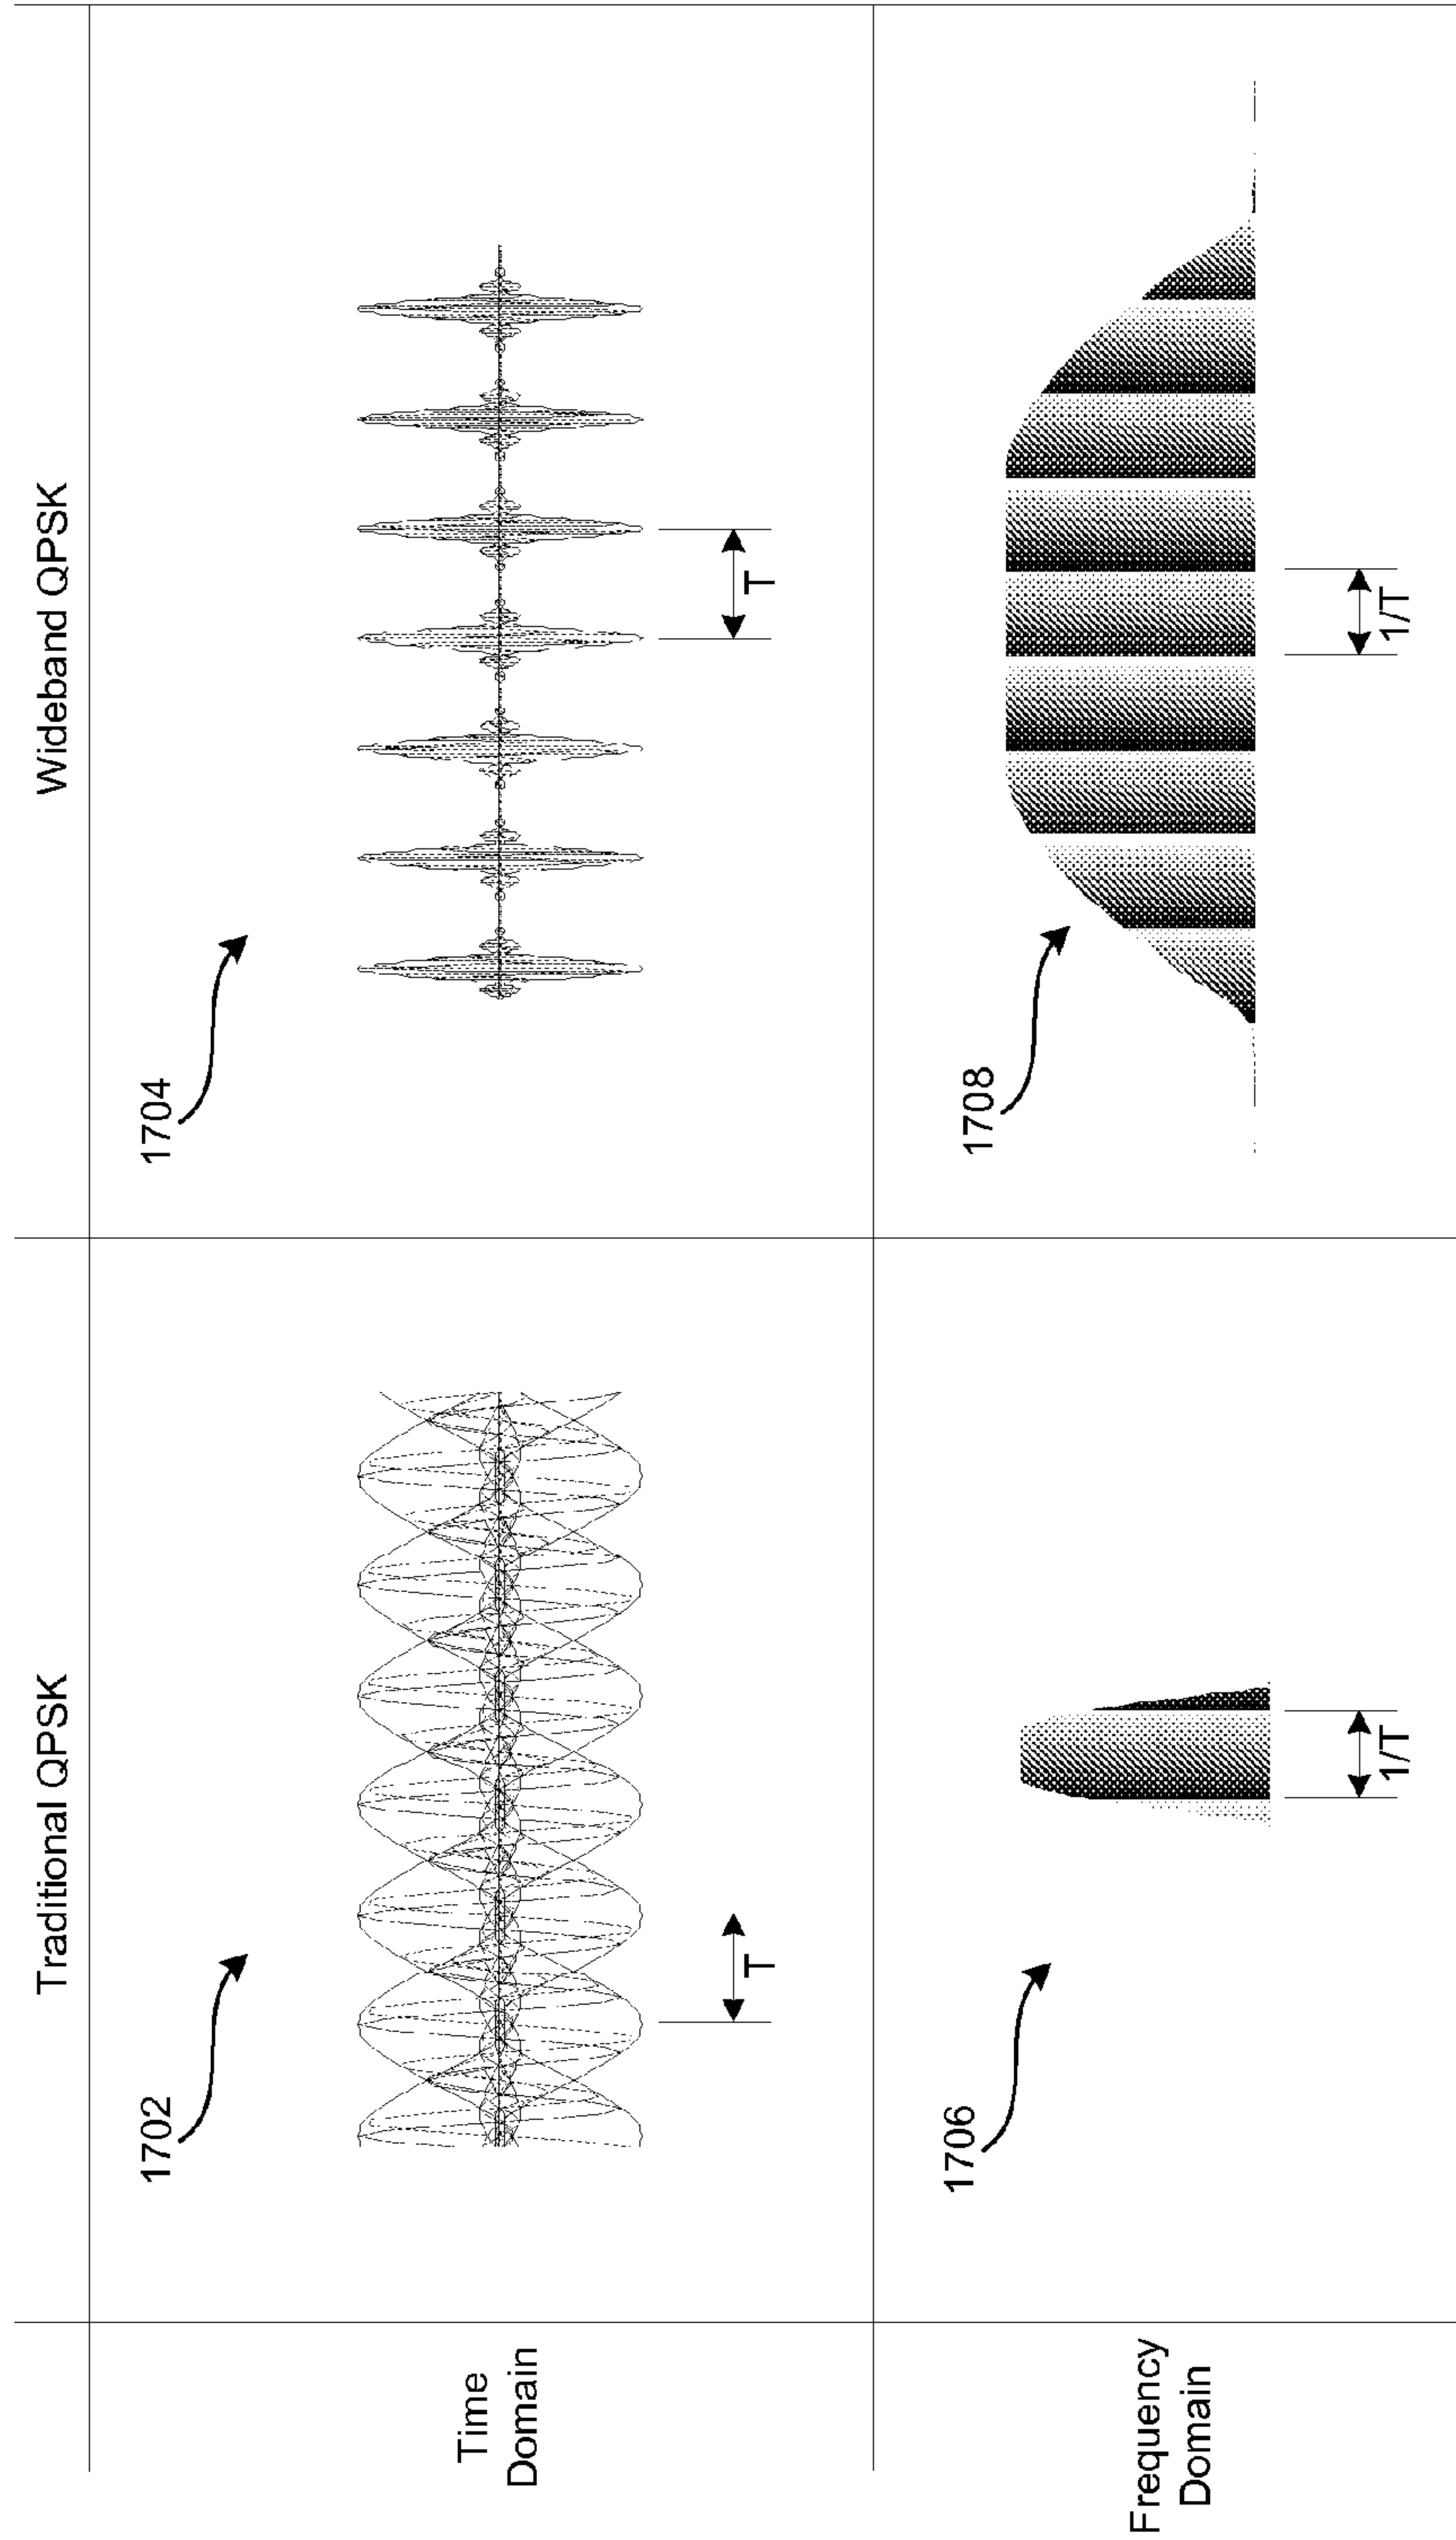 Traditional QPSK
Wideband QPSK
Time
Domain
1702
T
1704
T
Frequency
Domain
1706
1/T
1708
1/T